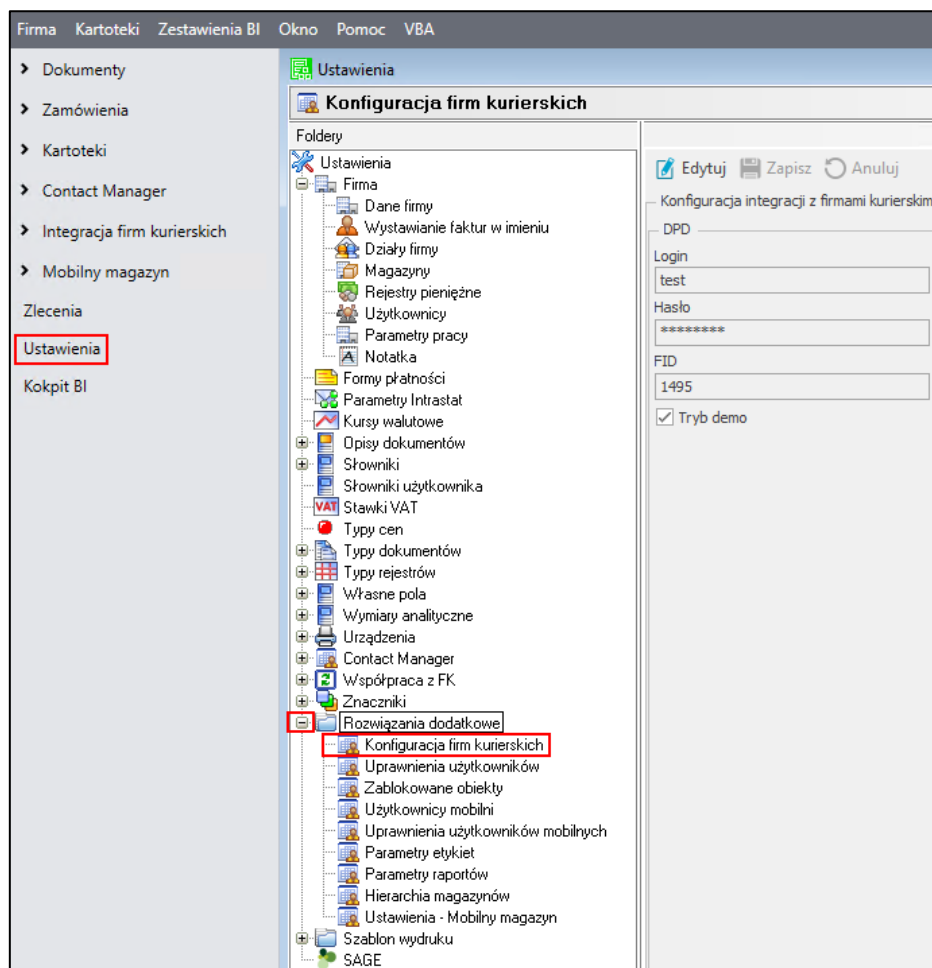 Firma Kartoteki Zestawienia BI Okno Pomoc VBA
Dokumenty
Zamówienia
Kartoteki
Contact Manager
Integracja firm kurierskich
Mobilny magazyn
Zlecenia
Ustawienia
Kokpit BI
Ustawienia
Konfiguracja firm kurierskich
Foldery
Ustawienia
Firma
Dane firmy
Wystawianie faktur w imieniu
Działy firmy
Magazyny
Rejestry pieniężne
Użytkownicy
Parametry pracy
Notatka
Formy płatności
Parametry Intrastat
Kursy walutowe
Opisy dokumentów
Słowniki
Słowniki użytkownika
VAT Stawki VAT
Typy cen
Typy dokumentów
Typy rejestrów
Własne pola
Wymiary analityczne
Urządzenia
Contact Manager
Współpraca z FK
Znaczniki
Rozwiązania dodatkowe
Konfiguracja firm kurierskich
Uprawnienia użytkowników
Zablokowane obiekty
Użytkownicy mobilni
Uprawnienia użytkowników mobilnych
Parametry etykiet
Parametry raportów
Hierarchia magazynów
Ustawienia - Mobilny magazyn
Szablon wydruku
SAGE
Edytuj Zapisz Anuluj
Konfiguracja integracji z firmami kurierskim
DPD
Login
test
Hasło
********
FID
1495
Tryb demo